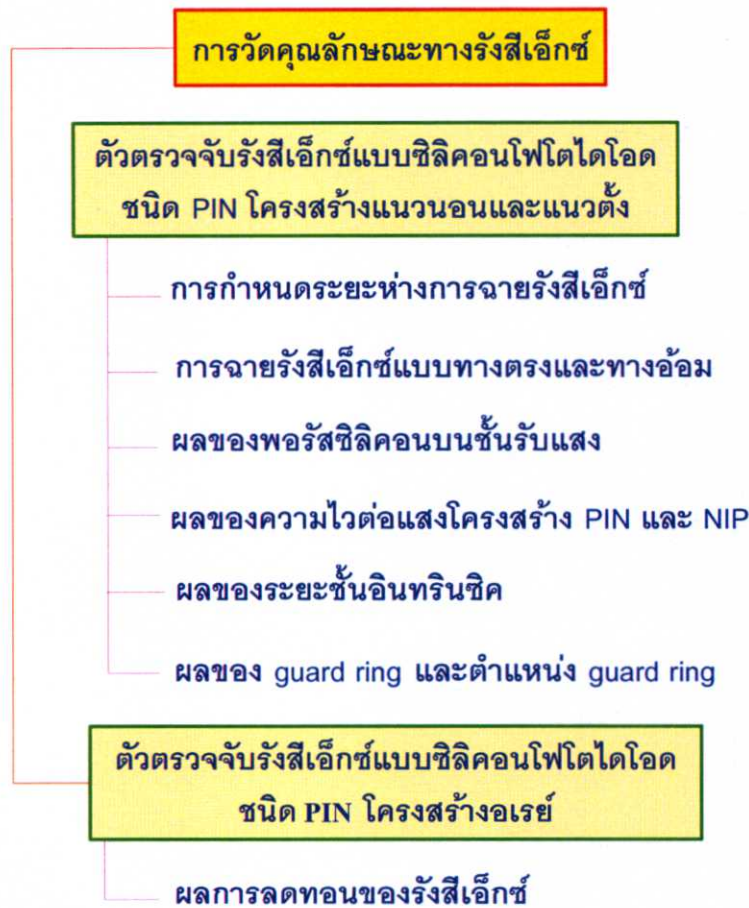 การวัดคุณลักษณะทางรังสีเอ็กซ์
ตัวตรวจจับรังสีเอ็กซ์แบบซิลิคอนโฟโตไดโอด
ชนิด PIN โครงสร้างแนวนอนและแนวตั้ง
การกำหนดระยะห่างการฉายรังสีเอ็กซ์
การฉายรังสีเอ็กซ์แบบทางตรงและทางอ้อม
ผลของพอรัสซิลิคอนบนชั้นรับแสง
ผลของความไวต่อแสงโครงสร้าง PIN และ NIP
ผลของระยะชั้นอินทรินซิค
ผลของ guard ring และตำแหน่ง guard ring
ตัวตรวจจับรังสีเอ็กซ์แบบซิลิคอนโฟโตไดโอด
ชนิด PIN โครงสร้างอเรย์
ผลการลดทอนของรังสีเอ็กซ์